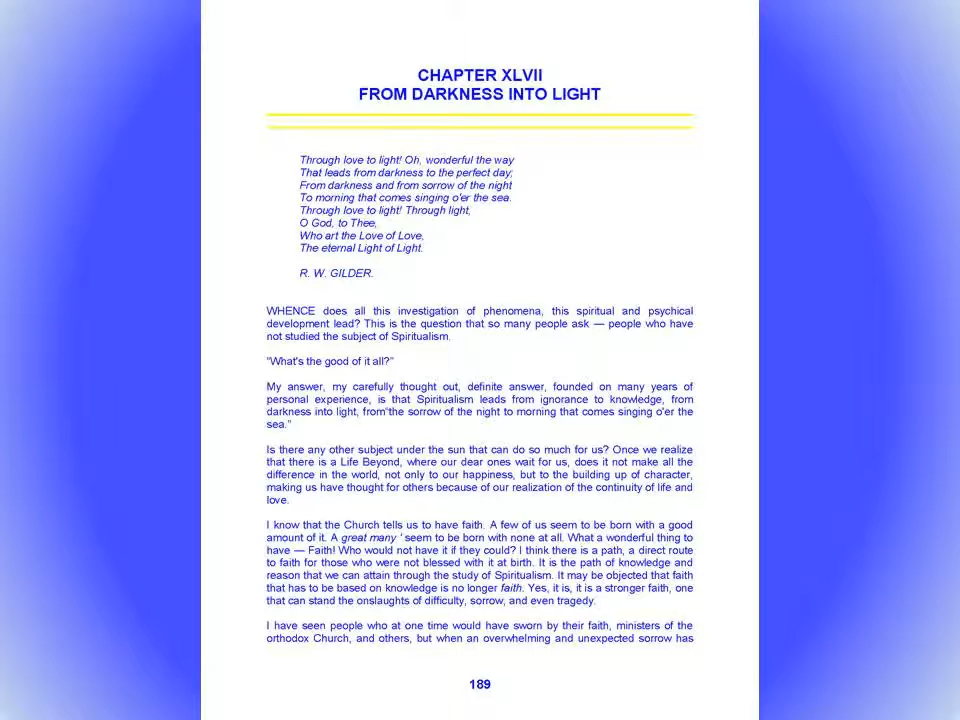 CHAPTER XLVII
FROM DARKNESS INTO LIGHT
Through love to light! Oh, wonderful the way
That leads from darkness to the perfect day;
From darkness and from sorrow of the night
To morning that comes singing o'er the sea.
Through love to light! Through light,
O God, to Thee,
Who art the Love of Love,
The eternal Light of Light.
R. W. GILDER.
WHENCE does all this investigation of phenomena, this spiritual and psychical
development lead? This is the question that so many people ask — people who have
not studied the subject of Spiritualism.
"What's the good of it all?"
My answer, my carefully thought out, definite answer, founded on many years of
personal experience, is that Spiritualism leads from ignorance to knowledge, from
darkness into light, from“the sorrow of the night to morning that comes singing o'er the
sea.”
Is there any other subject under the sun that can do so much for us? Once we realize
that there is a Life Beyond, where our dear ones wait for us, does it not make all the
difference in the world, not only to our happiness, but to the building up of character,
making us have thought for others because of our realization of the continuity of life and
love.
I know that the Church tells us to have faith. A few of us seem to be born with a good
amount of it. A great many ' seem to be born with none at all. What a wonderful thing to
have — Faith! Who would not have it if they could? I think there is a path, a direct route
to faith for those who were not blessed with it at birth. It is the path of knowledge and
reason that we can attain through the study of Spiritualism. It may be objected that faith
that has to be based on knowledge is no longer faith. Yes, it is, it is a stronger faith, one
that can stand the onslaughts of difficulty, sorrow, and even tragedy.
I have seen people who at one time would have sworn by their faith, ministers of the
orthodox Church, and others, but when an overwhelming and unexpected sorrow has
189